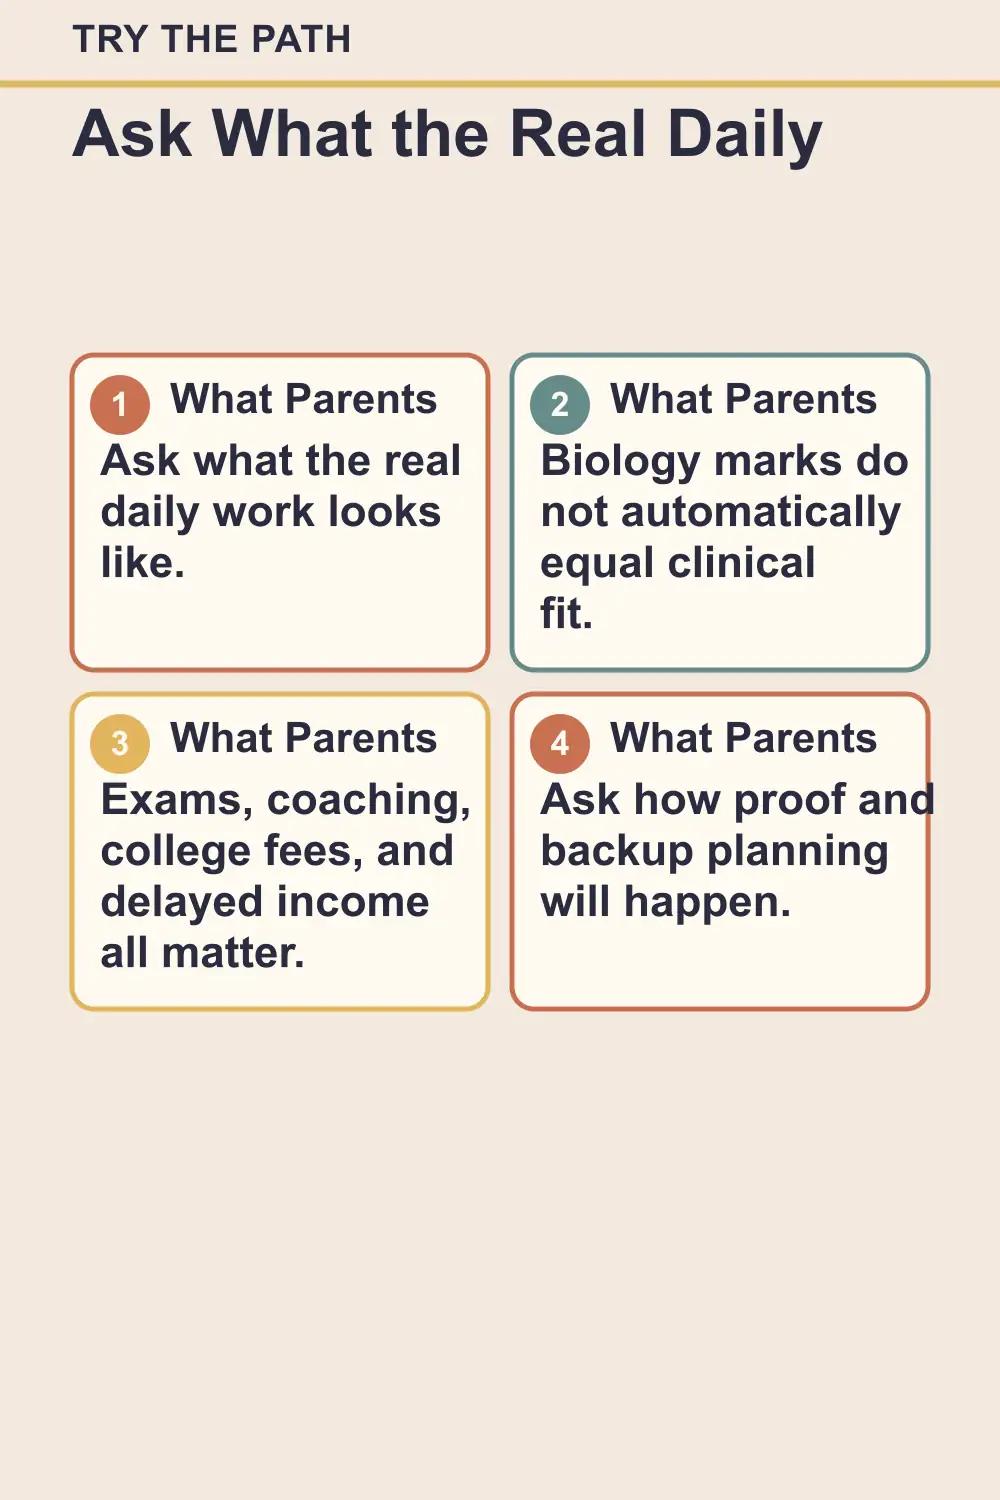 TRY THE PATH
Ask What the Real Daily
1 What Parents
Ask what the real
daily work looks
like.
2 What Parents
Biology marks do
not automatically
equal clinical
fit.
3 What Parents
Exams, coaching,
college fees, and
delayed income
all matter.
4 What Parents
Ask how proof and
backup planning
will happen.